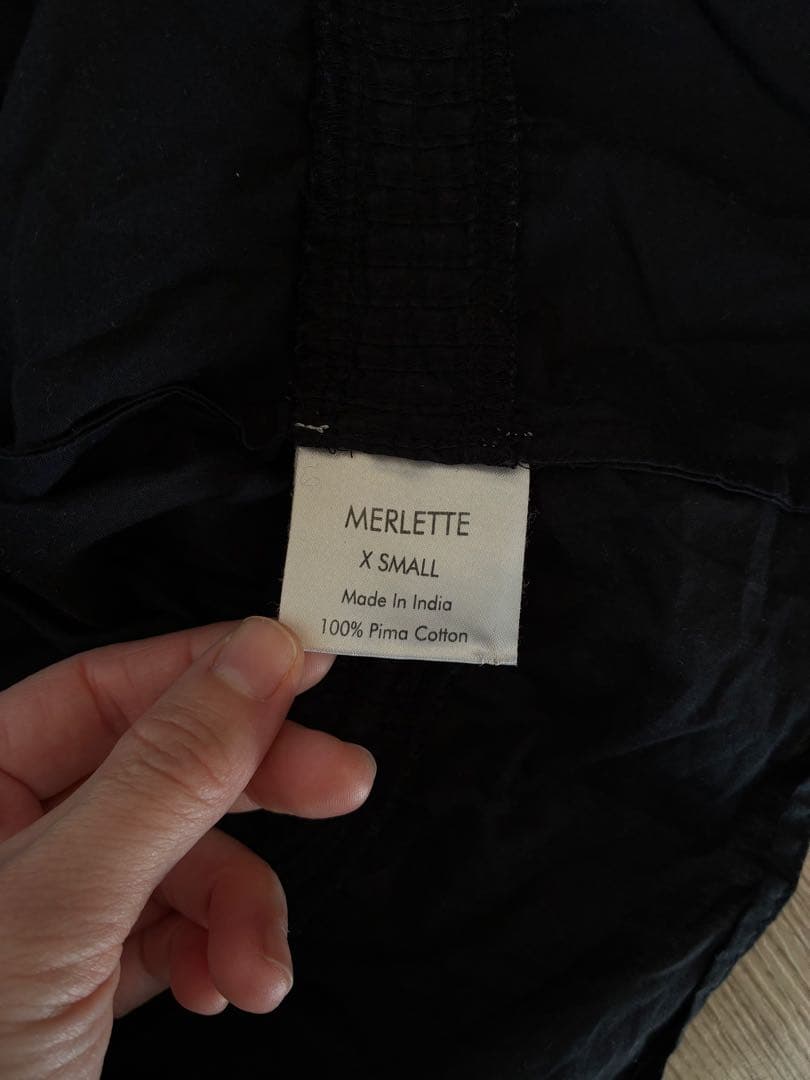 MERLETTE
X SMALL
Made In India
100% Pima Cotton